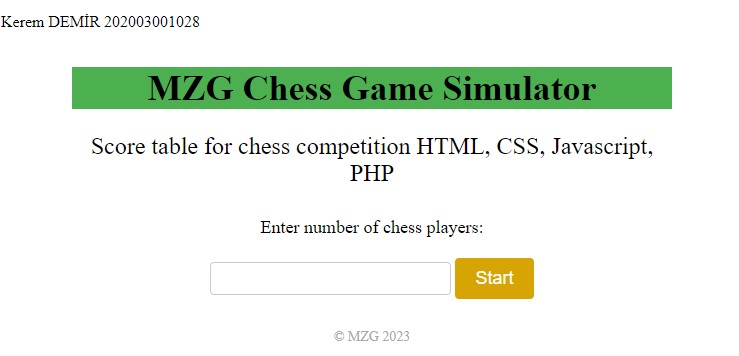 Kerem DEMİR 202003001028
MZG Chess Game Simulator
Score table for chess competition HTML, CSS, Javascript,
PHP
Enter number of chess players:
Start
© MZG 2023